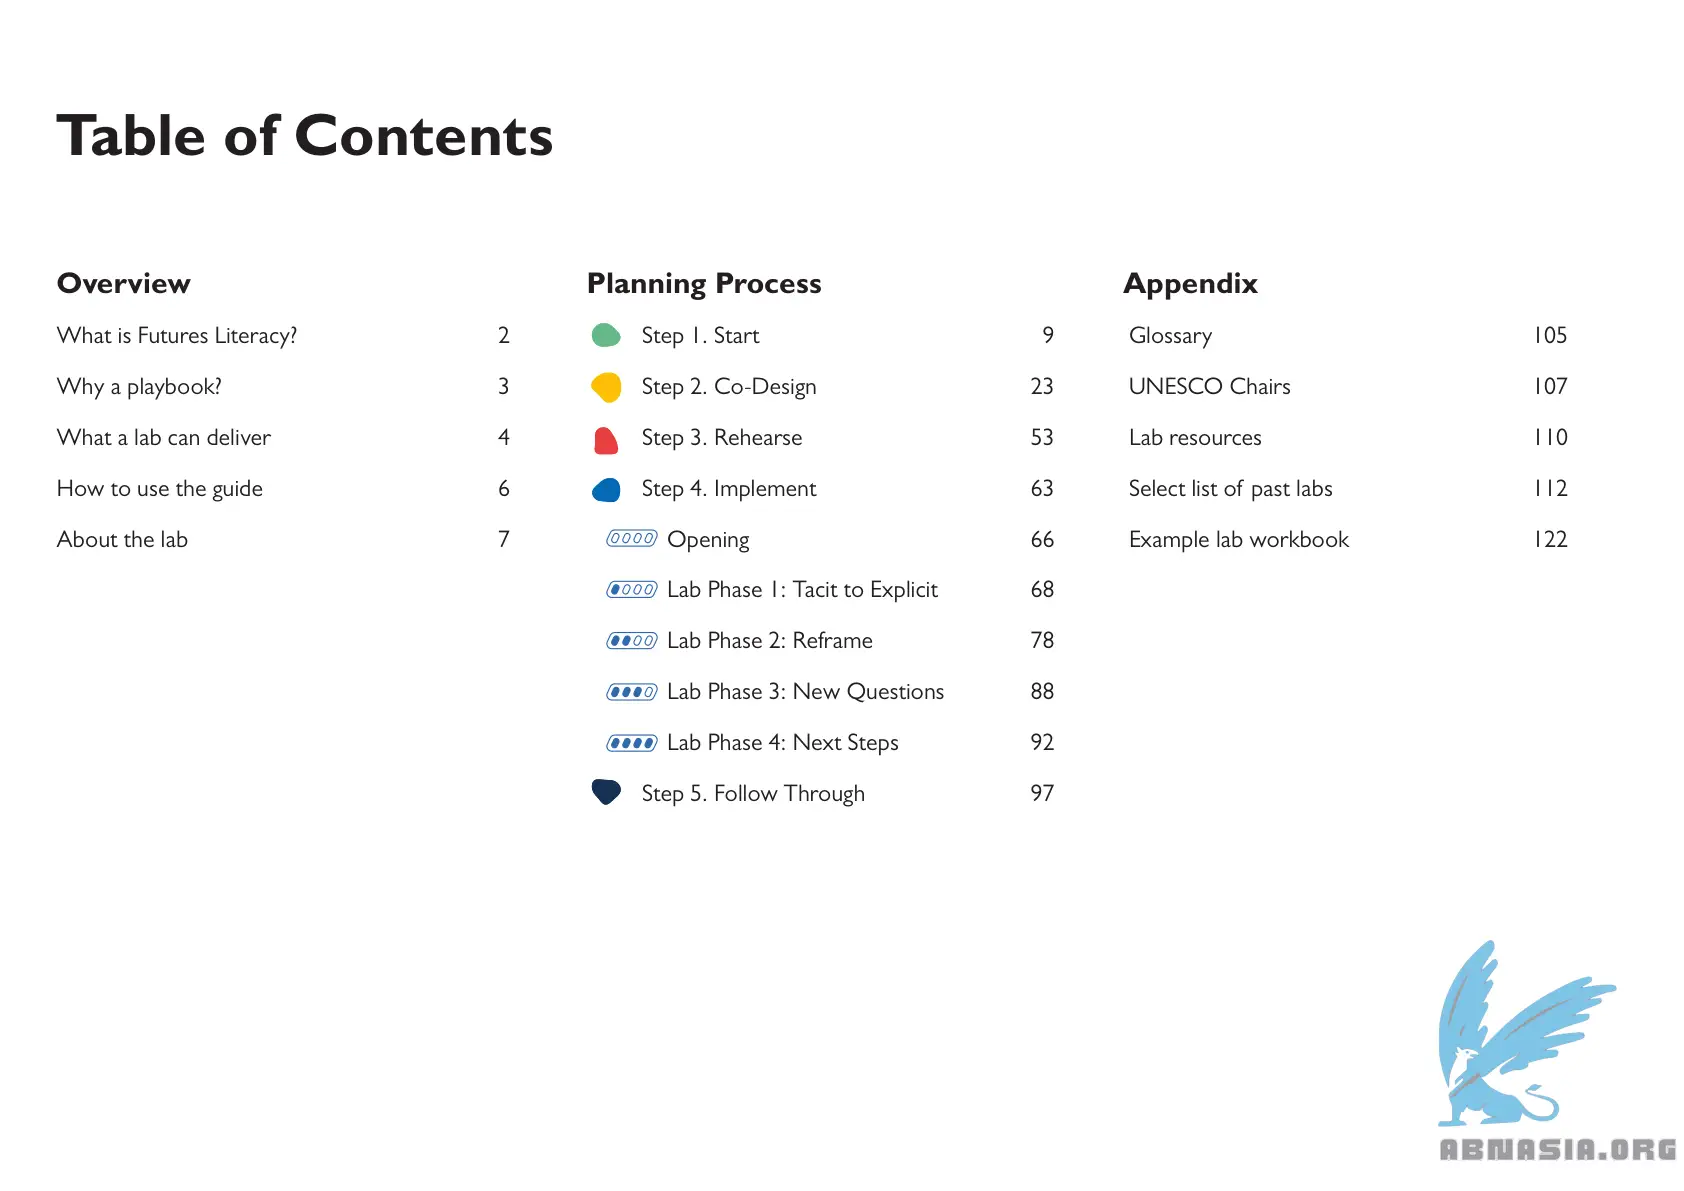 Table of Contents
Overview
What is Futures Literacy? 2
Why a playbook? 3
What a lab can deliver 4
How to use the guide 6
About the lab 7
Planning Process
Step 1. Start 9
Step 2. Co-Design 23
Step 3. Rehearse 53
Step 4. Implement 63
Opening 66
Lab Phase 1: Tacit to Explicit 68
Lab Phase 2: Reframe 78
Lab Phase 3: New Questions 88
Lab Phase 4: Next Steps 92
Step 5. Follow Through 97
Appendix
Glossary 105
UNESCO Chairs 107
Lab resources 110
Select list of past labs 112
Example lab workbook 122
ABNASIA.ORG